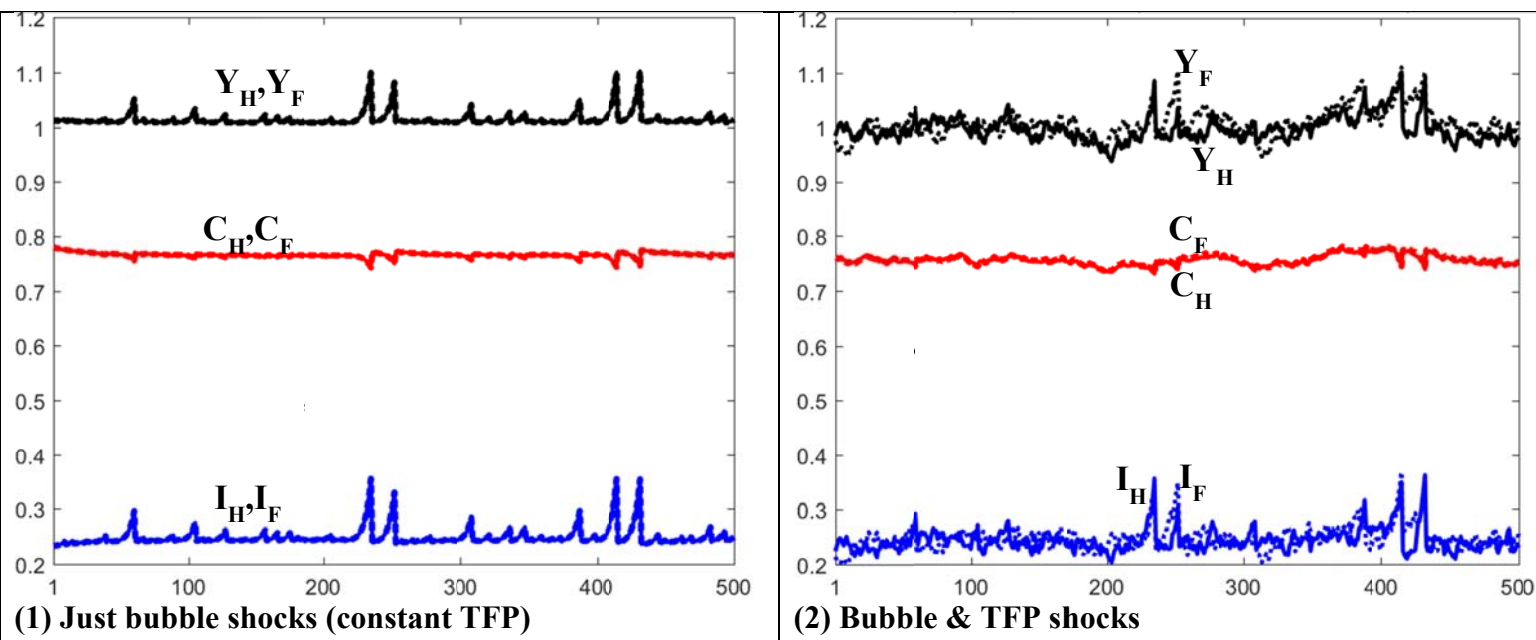 1.2
1.1
Y_H,Y_F
1
0.9
0.8
C_H,C_F
0.7
0.6
0.5
0.4
I_H,I_F
0.3
0.2
1 100 200 300 400 500
(1) Just bubble shocks (constant TFP)
1.2
1.1
Y_F
1
Y_H
0.9
0.8
C_F
0.7
C_H
0.6
0.5
0.4
I_H I_F
0.3
0.2
1 100 200 300 400 500
(2) Bubble & TFP shocks